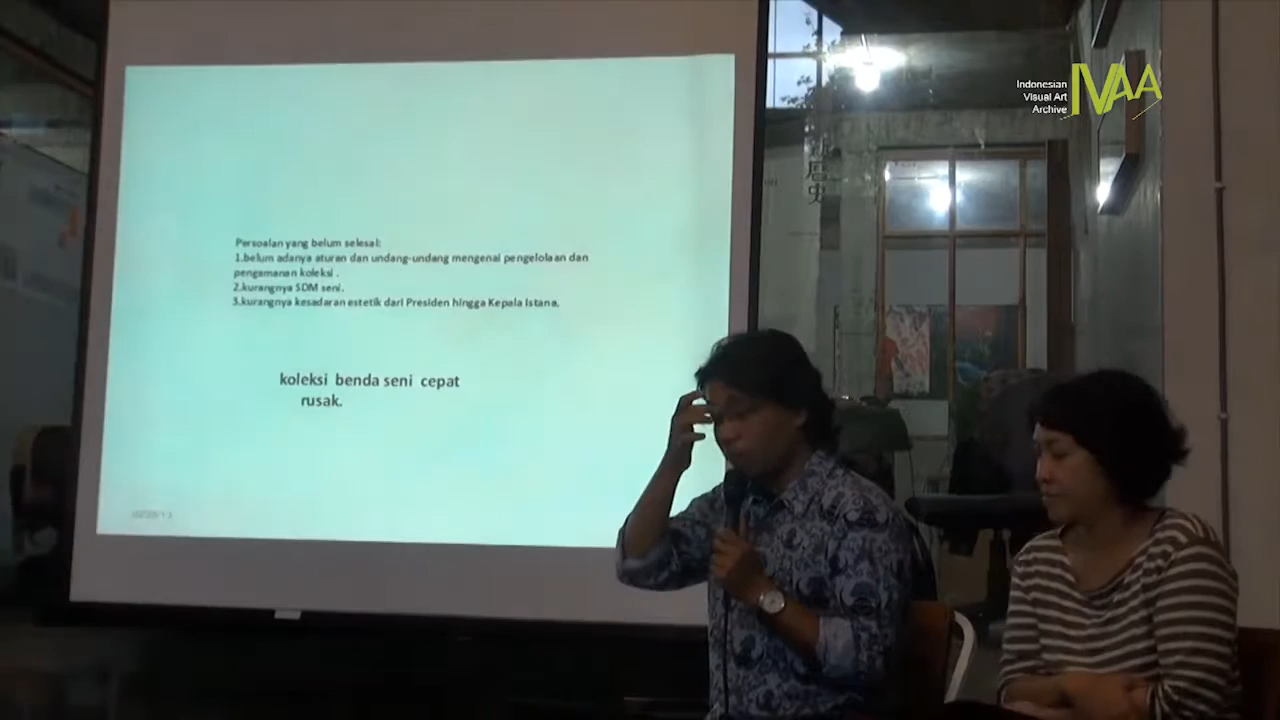 Indonesian
Visual Art
Archive
IVAA
Persoalan yang belum selesai:
1.belum adanya aturan dan undang-undang mengenai pengelolaan dan
pengamanan koleksi .
2.kurangnya SDM seni.
3.kurangnya kesadaran estetik dari Presiden hingga Kepala Istana.
koleksi benda seni cepat
rusak.